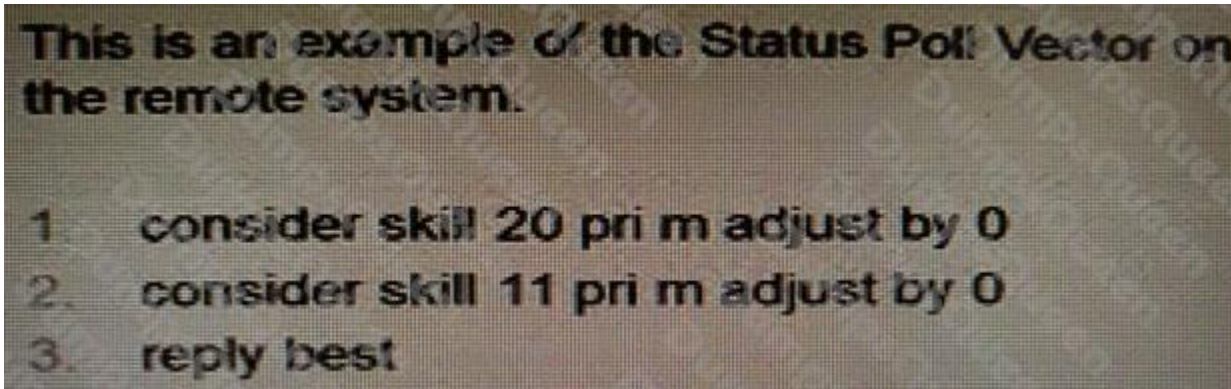 This is an example of the Status Poll Vector on
the remote system.
1. consider skill 20 pri m adjust by 0
2. consider skill 11 pri m adjust by 0
3. reply best